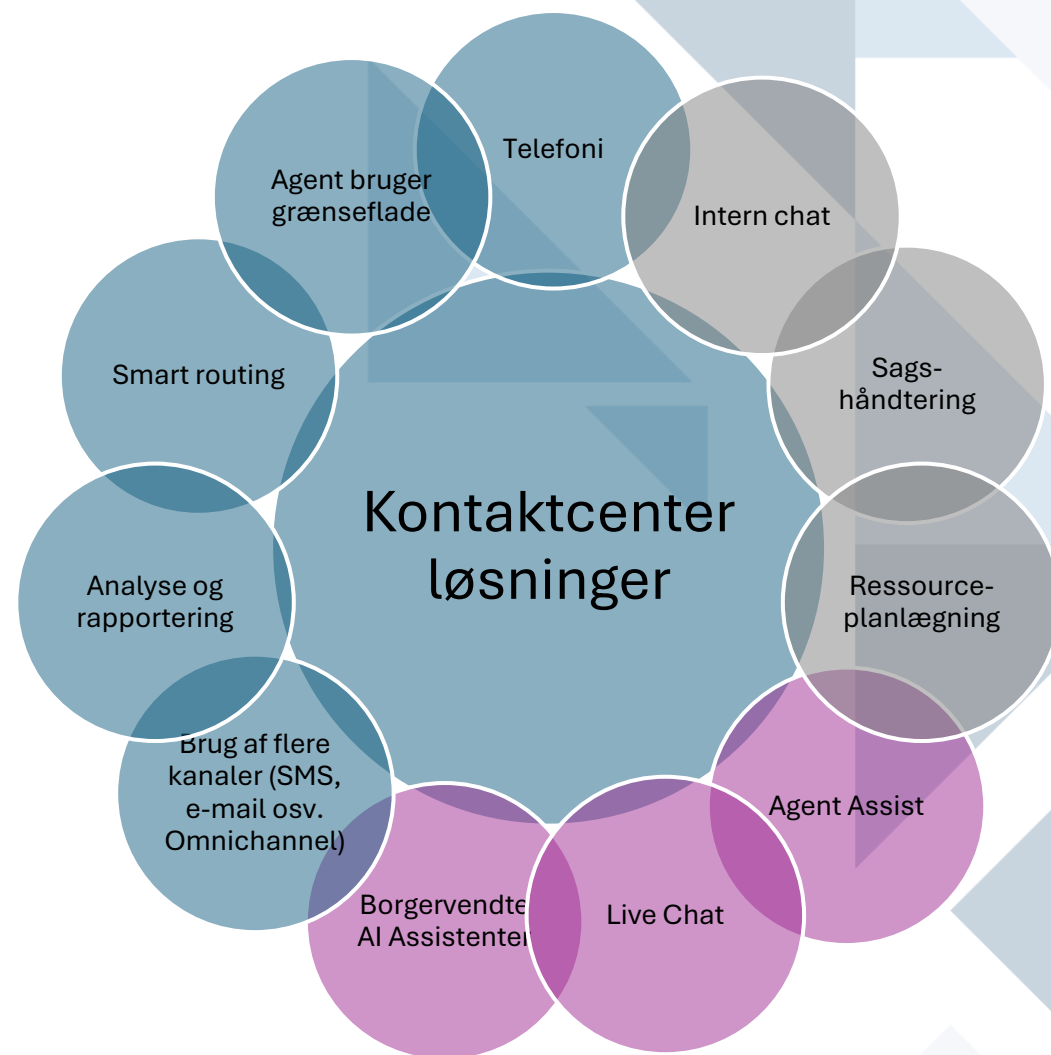 Telefoni
Agent bruger
grænseflade
Intern chat
Smart routing
Sags-
håndtering
Kontaktcenter
løsninger
Analyse og
rapportering
Ressource-
planlægning
Brug af flere
kanaler (SMS,
e-mail osv.
Omnichannel)
Agent Assist
Borgervendte
AI Assistenter
Live Chat